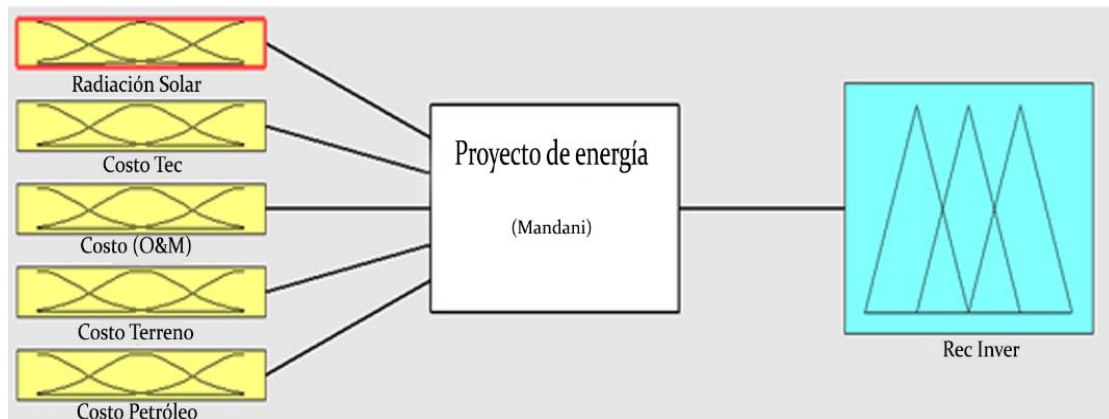 Radiación Solar
Costo Tec
Costo (O&M)
Costo Terreno
Costo Petróleo
Proyecto de energía
(Mandani)
Rec Inver